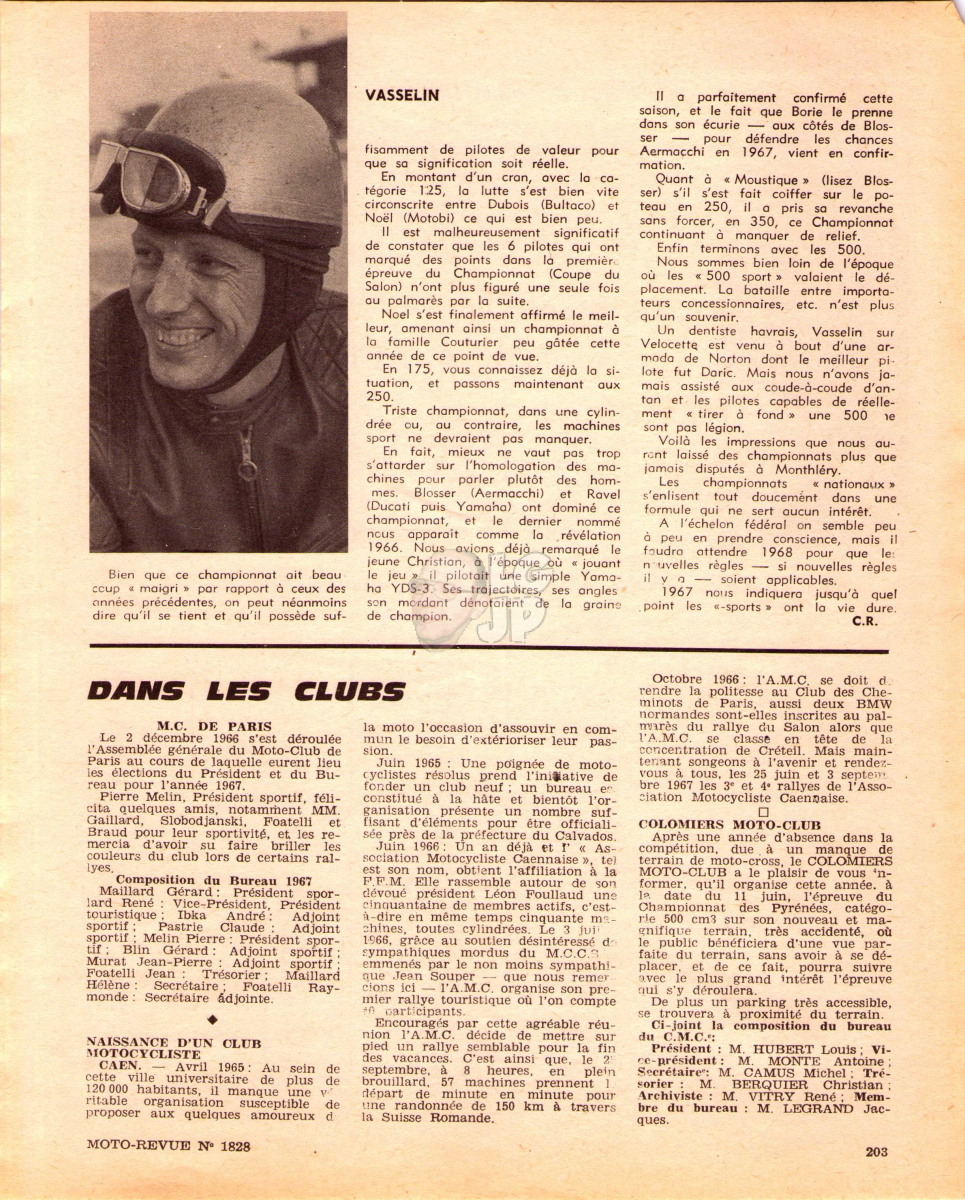 VASSELIN
Bien que ce championnat ait beau
coup « maigri » par rapport à ceux des
années précédentes, on peut néanmoins
dire qu'il se tient et qu'il possède suf-
fisamment de pilotes de valeur pour
que sa signification soit réelle.
En montant d'un cran, avec la ca-
tégorie 125, la lutte s'est bien vite
circonscrite entre Dubois (Bultaco) et
Noël (Motobi) ce qui est bien peu.
Il est malheureusement significatif
de constater que les 6 pilotes qui ont
marqué des points dans la première
épreuve du Championnat (Coupe du
Salon) n'ont plus figuré une seule fois
au palmarès par la suite.
Noel s'est finalement affirmé le meil-
leur, amenant ainsi un championnat à
la famille Couturier peu gâtée cette
année de ce point de vue.
En 175, vous connaissez déjà la si-
tuation, et passons maintenant aux
250.
Triste championnat, dans une cylin-
drée ou, au contraire, les machines
sport ne devraient pas manquer.
En fait, mieux ne vaut pas trop
s'attarder sur l'homologation des ma-
chines pour parler plutôt des hom-
mes. Blosser (Aermacchi) et Ravel
(Ducati puis Yamaha) ont dominé ce
championnat, et le dernier nommé
nous apparaît comme la révélation
1966. Nous avions déjà remarqué le
jeune Christian, à l'époque où « jouant
le jeu » il pilotait une simple Yama-
ha YDS-3. Ses trajectoires, ses angles
son mordant dénotaient de la graine
de champion.
Il a parfaitement confirmé cette
saison, et le fait que Borie le prenne
dans son écurie — aux côtés de Blos-
ser — pour défendre les chances
Aermacchi en 1967, vient en confir-
mation.
Quant à « Moustique » (lisez Blos-
ser) s'il s'est fait coiffer sur le po-
teau en 250, il a pris sa revanche
sans forcer, en 350, ce Championnat
continuant à manquer de relief.
Enfin terminons avec les 500.
Nous sommes bien loin de l'époque
où les « 500 sport » valaient le dé-
placement. La bataille entre importa-
teurs concessionnaires, etc. n'est plus
qu'un souvenir.
Un dentiste havrais, Vasselin sur
Velocette est venu à bout d'une ar-
mada de Norton dont le meilleur pi-
lote fut Daric. Mais nous n'avons ja-
mais assisté aux coude-à-coude d'an-
tan et les pilotes capables de réelle-
ment « tirer à fond » une 500 ne
sont pas légion.
Voilà les impressions que nous au-
ront laissé des championnats plus que
jamais disputés à Monthléry.
Les championnats « nationaux »
s'enlisent tout doucement dans une
formule qui ne sert aucun intérêt.
A l'échelon fédéral on semble peu
à peu en prendre conscience, mais il
faudra attendre 1968 pour que les
nouvelles règles — si nouvelles règles
il y a — soient applicables.
1967 nous indiquera jusqu'à quel
point les «-sports » ont la vie dure.
C.R.
DANS LES CLUBS
M.C. DE PARIS
Le 2 décembre 1966 s'est déroulée
l'Assemblée générale du Moto-Club de
Paris au cours de laquelle eurent lieu
les élections du Président et du Bu-
reau pour l'année 1967.
Pierre Melin, Président sportif, féli-
cita quelques amis, notamment MM.
Gaillard, Slobodjanski, Foatelli et
Braud pour leur sportivité, et les re-
mercia d'avoir su faire briller les
couleurs du club lors de certains ral-
lyes.
Composition du Bureau 1967
Maillard Gérard : Président spor-
lard René : Vice-Président, Président
touristique ; Ibka André : Adjoint
sportif ; Pastrie Claude : Adjoint
sportif ; Melin Pierre : Président spor-
tif ; Blin Gérard : Adjoint sportif ;
Murat Jean-Pierre : Adjoint sportif ;
Foatelli Jean : Trésorier ; Maillard
Hélène : Secrétaire ; Foatelli Ray-
monde : Secrétaire adjointe.
NAISSANCE D'UN CLUB
MOTOCYCLISTE
CAEN. — Avril 1965 : Au sein de
cette ville universitaire de plus de
120 000 habitants, il manque une
ritable organisation susceptible de
proposer aux quelques amoureux d
la moto l'occasion d'assouvir en com-
mun le besoin d'extérioriser leur pas-
sion.
Juin 1965 : Une poignée de moto-
cyclistes résolus prend l'initiative de
fonder un club neuf ; un bureau es
constitué à la hâte et bientôt l'or-
ganisation présente un nombre suf-
fisant d'éléments pour être officiali-
sée près de la préfecture du Calvados.
Juin 1966 : Un an déjà et l' « As-
sociation Motocycliste Caennaise », tel
est son nom, obtient l'affiliation à la
F.F.M. Elle rassemble autour de son
dévoué président Léon Foullaud une
cinquantaine de membres actifs, c'est-
à-dire en même temps cinquante ma-
chines, toutes cylindrées. Le 3 jui
1966, grâce au soutien désintéressé de
sympathiques mordus du M.C.C.S
emmenés par le non moins sympathi-
que Jean Souper — que nous remer-
cions ici — l'A.M.C. organise son pre-
mier rallye touristique où l'on compte
participants.
Encouragés par cette agréable réu-
nion l'A.M.C. décide de mettre sur
pied un rallye semblable pour la fin
des vacances. C'est ainsi que, le 2
septembre, à 8 heures, en plein
brouillard, 57 machines prennent l
départ de minute en minute pour
une randonnée de 150 km à travers
la Suisse Romande.
Octobre 1966 : l'A.M.C. se doit d
rendre la politesse au Club des Che-
minots de Paris, aussi deux BMW
normandes sont-elles inscrites au pal-
marès du rallye du Salon alors que
l'A.M.C. se classe en tête de la
concentration de Créteil. Mais main-
tenant songeons à l'avenir et rendez-
vous à tous, les 25 juin et 3 septem
bre 1967 les 3e et 4e rallyes de l'Asso-
ciation Motocycliste Caennaise.
COLOMIERS MOTO-CLUB
Après une année d'absence dans la
compétition, due à un manque de
terrain de moto-cross, le COLOMIERS
MOTO-CLUB a le plaisir de vous in-
former, qu'il organise cette année, à
la date du 11 juin, l'épreuve du
Championnat des Pyrénées, catégo-
rie 500 cm3 sur son nouveau et ma-
gnifique terrain, très accidenté, où
le public bénéficiera d'une vue par-
faite du terrain, sans avoir à se dé-
placer, et de ce fait, pourra suivre
avec le plus grand intérêt l'épreuve
qui s'y déroulera.
De plus un parking très accessible,
se trouvera à proximité du terrain.
Ci-joint la composition du bureau
du C.M.C. :
Président : M. HUBERT Louis ; Vi-
ce-président : M. MONTE Antoine ;
Secrétaire : M. CAMUS Michel ; Tré-
sorier : M. BERQUIER Christian ;
Archiviste : M. VITRY René ; Mem-
bre du bureau : M. LEGRAND Jac-
ques.
MOTO-REVUE N° 1828
203